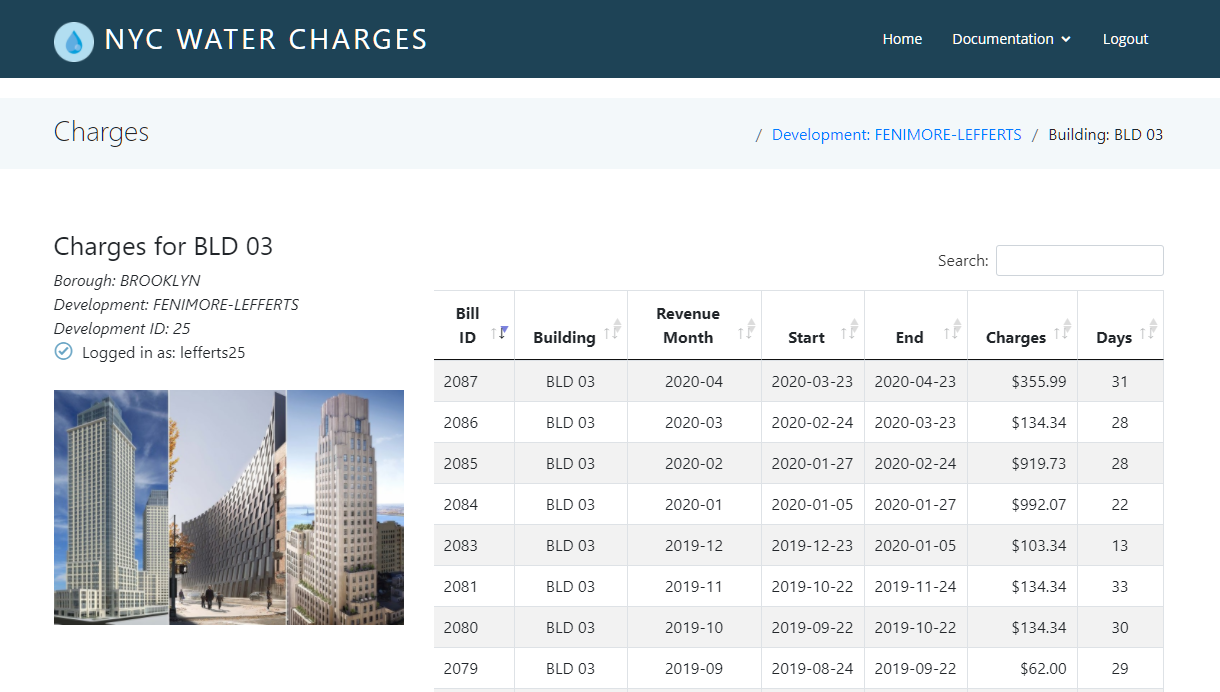 NYC WATER CHARGES
Home Documentation Logout
Charges
/ Development: FENIMORE-LEFFERTS / Building: BLD 03
Charges for BLD 03
Borough: BROOKLYN
Development: FENIMORE-LEFFERTS
Development ID: 25
Logged in as: lefferts25
Search:
Bill ID Building Revenue Month Start End Charges Days
2087 BLD 03 2020-04 2020-03-23 2020-04-23 $355.99 31
2086 BLD 03 2020-03 2020-02-24 2020-03-23 $134.34 28
2085 BLD 03 2020-02 2020-01-27 2020-02-24 $919.73 28
2084 BLD 03 2020-01 2020-01-05 2020-01-27 $992.07 22
2083 BLD 03 2019-12 2019-12-23 2020-01-05 $103.34 13
2081 BLD 03 2019-11 2019-10-22 2019-11-24 $134.34 33
2080 BLD 03 2019-10 2019-09-22 2019-10-22 $134.34 30
2079 BLD 03 2019-09 2019-08-24 2019-09-22 $62.00 29